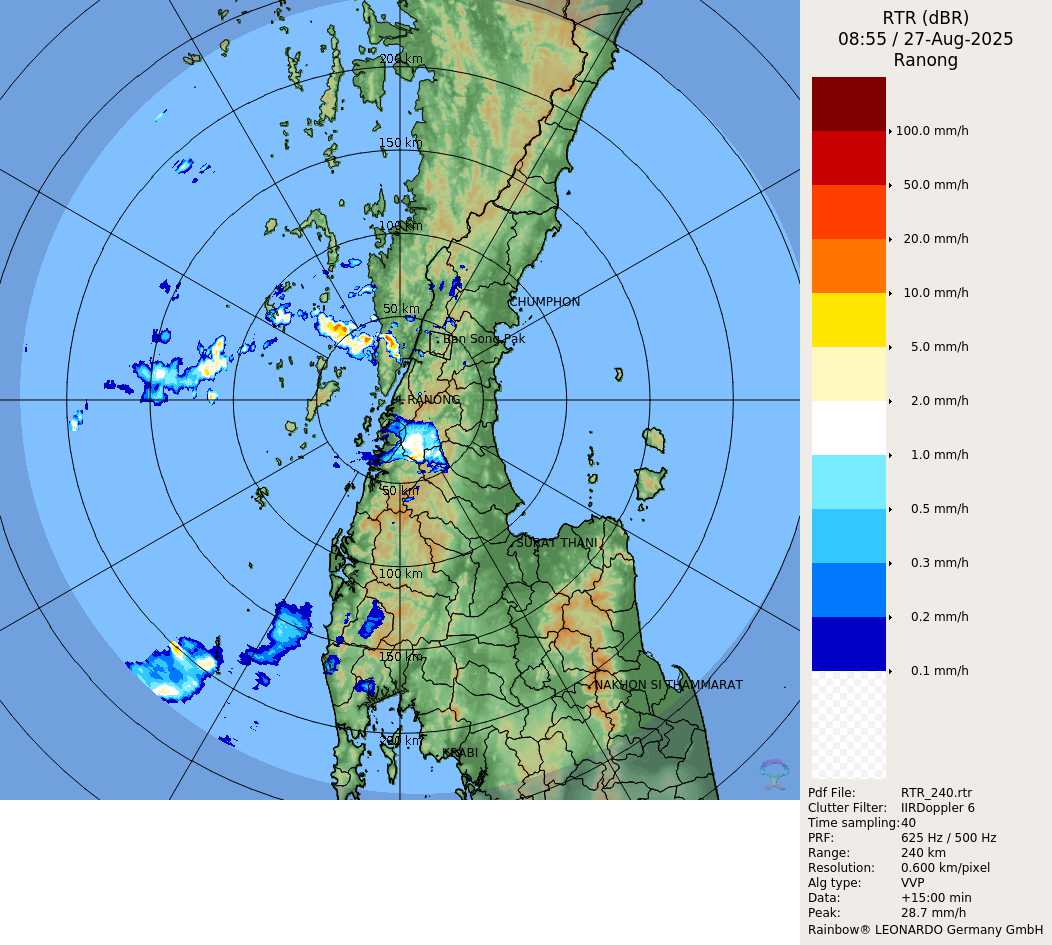 RTR (dBR)
08:55 / 27-Aug-2025
Ranong
200 km
150 km
100 km
CHUMPHON
50 km
Ban Song Pak
RANONG
50 km
SURAT THANI
100 km
150 km
NAKHON SI THAMMARAT
200 km
KRABI
100.0 mm/h
50.0 mm/h
20.0 mm/h
10.0 mm/h
5.0 mm/h
2.0 mm/h
1.0 mm/h
0.5 mm/h
0.3 mm/h
0.2 mm/h
0.1 mm/h
Pdf File: RTR_240.rtr
Clutter Filter: IIRDoppler 6
Time sampling: 40
PRF: 625 Hz / 500 Hz
Range: 240 km
Resolution: 0.600 km/pixel
Alg type: VVP
Data: +15:00 min
Peak: 28.7 mm/h
Rainbow® LEONARDO Germany GmbH